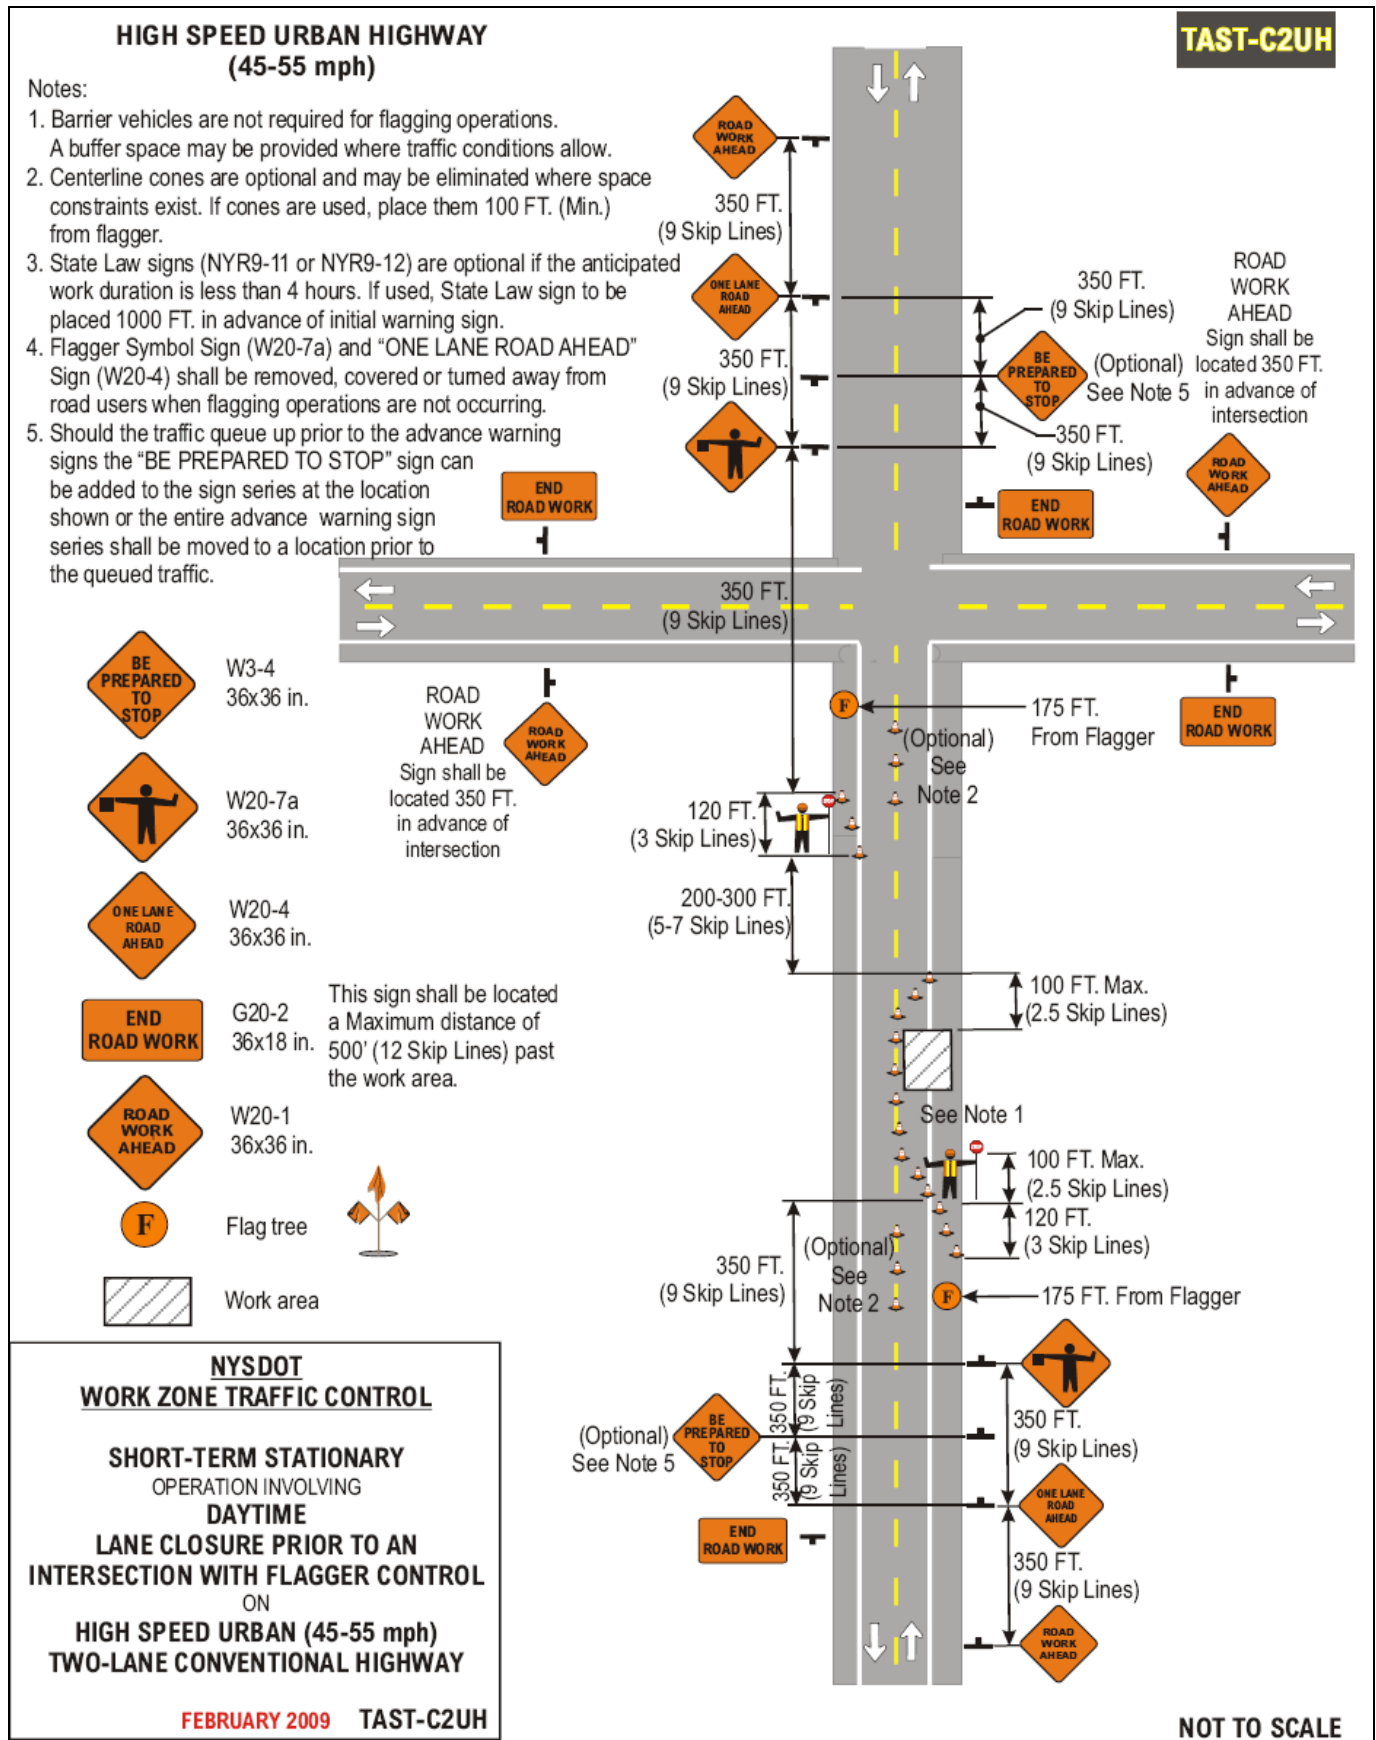 HIGH SPEED URBAN HIGHWAY
(45-55 mph)
TAST-C2UH
Notes:
1. Barrier vehicles are not required for flagging operations.
A buffer space may be provided where traffic conditions allow.
2. Centerline cones are optional and may be eliminated where space
constraints exist. If cones are used, place them 100 FT. (Min.)
from flagger.
3. State Law signs (NYR9-11 or NYR9-12) are optional if the anticipated
work duration is less than 4 hours. If used, State Law sign to be
placed 1000 FT. in advance of initial warning sign.
4. Flagger Symbol Sign (W20-7a) and “ONE LANE ROAD AHEAD”
Sign (W20-4) shall be removed, covered or turned away from
road users when flagging operations are not occurring.
5. Should the traffic queue up prior to the advance warning
signs the “BE PREPARED TO STOP” sign can
be added to the sign series at the location
shown or the entire advance warning sign
series shall be moved to a location prior to
the queued traffic.
ROAD
WORK
AHEAD
350 FT.
(9 Skip Lines)
ONE LANE
ROAD
AHEAD
350 FT.
(9 Skip Lines)
350 FT.
(9 Skip Lines)
BE
PREPARED
TO
STOP
(Optional)
See Note 5
350 FT.
(9 Skip Lines)
ROAD
WORK
AHEAD
Sign shall be
located 350 FT.
in advance of
intersection
ROAD
WORK
AHEAD
END
ROAD WORK
END
ROAD WORK
350 FT.
(9 Skip Lines)
ROAD
WORK
AHEAD
Sign shall be
located 350 FT.
in advance of
intersection
ROAD
WORK
AHEAD
END
ROAD WORK
F
175 FT.
From Flagger
(Optional)
See
Note 2
120 FT.
(3 Skip Lines)
STOP
200-300 FT.
(5-7 Skip Lines)
100 FT. Max.
(2.5 Skip Lines)
See Note 1
STOP
100 FT. Max.
(2.5 Skip Lines)
120 FT.
(3 Skip Lines)
350 FT.
(9 Skip Lines)
(Optional)
See
Note 2
F
175 FT. From Flagger
350 FT.
(9 Skip
Lines)
350 FT.
(9 Skip
Lines)
(Optional)
See Note 5
BE
PREPARED
TO
STOP
350 FT.
(9 Skip Lines)
ONE LANE
ROAD
AHEAD
END
ROAD WORK
350 FT.
(9 Skip Lines)
ROAD
WORK
AHEAD
BE
PREPARED
TO
STOP
W3-4
36x36 in.
W20-7a
36x36 in.
ONE LANE
ROAD
AHEAD
W20-4
36x36 in.
END
ROAD WORK
G20-2
36x18 in.
This sign shall be located
a Maximum distance of
500' (12 Skip Lines) past
the work area.
ROAD
WORK
AHEAD
W20-1
36x36 in.
F
Flag tree
Work area
NYSDOT
WORK ZONE TRAFFIC CONTROL
SHORT-TERM STATIONARY
OPERATION INVOLVING
DAYTIME
LANE CLOSURE PRIOR TO AN
INTERSECTION WITH FLAGGER CONTROL
ON
HIGH SPEED URBAN (45-55 mph)
TWO-LANE CONVENTIONAL HIGHWAY
FEBRUARY 2009 TAST-C2UH
NOT TO SCALE